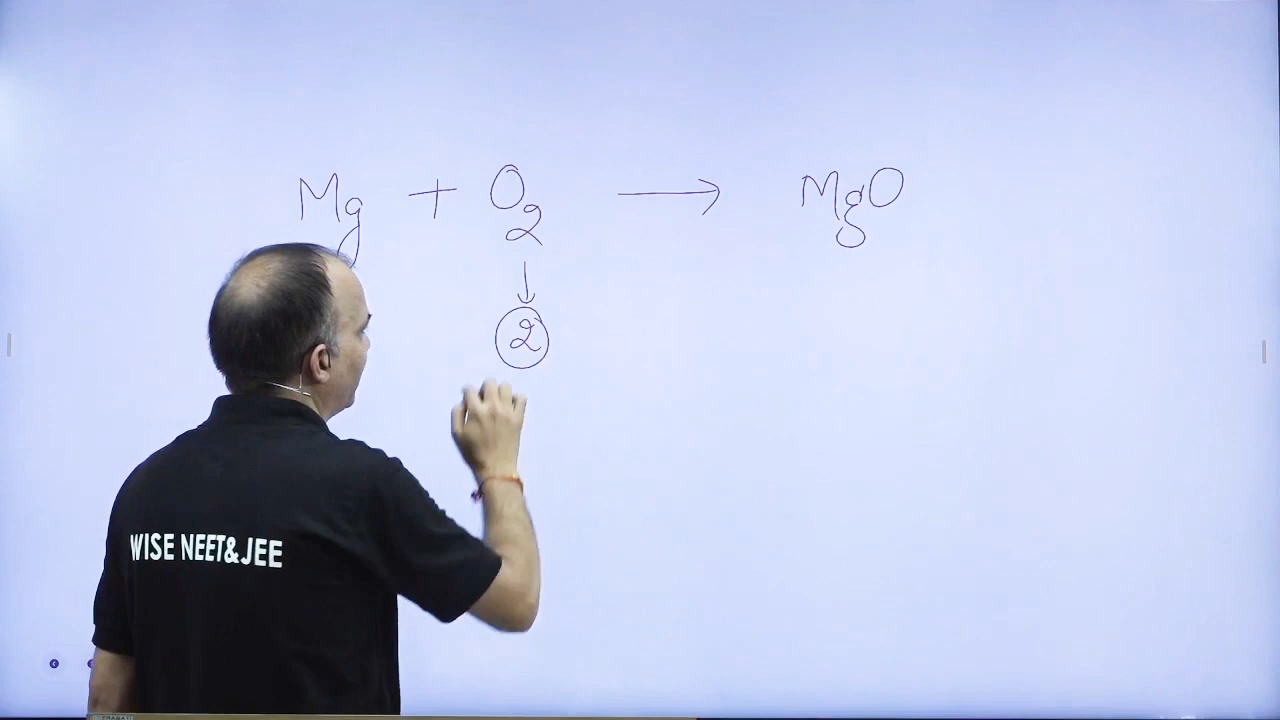 Mg + O₂ ⟶ MgO
↓
2
WISE NEET&JEE